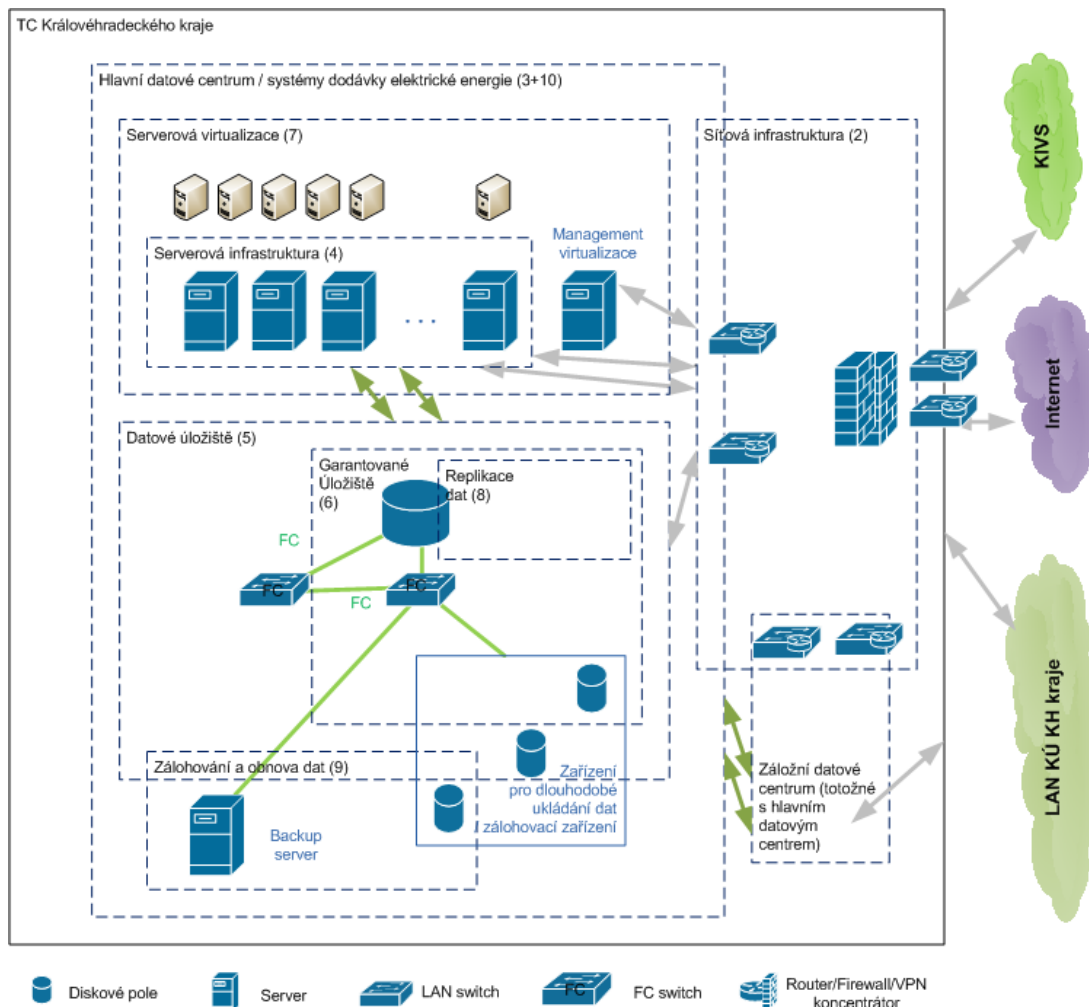 TC Královéhradeckého kraje
Hlavní datové centrum / systémy dodávky elektrické energie (3+10)
Serverová virtualizace (7)
Síťová infrastruktura (2)
KIVS
Management
virtualizace
Serverová infrastruktura (4)
. . .
Internet
Datové úložiště (5)
Garantované
Úložiště
(6)
Replikace
dat (8)
FC
FC
FC
FC
LAN KÚ KH kraje
Zálohování a obnova dat (9)
Zařízení
pro dlouhodobé
ukládání dat
/ zálohovací zařízení
Backup
server
Záložní datové
centrum (totožné
s hlavním
datovým
centrem)
Diskové pole
Server
LAN switch
FC
FC switch
Router/Firewall/VPN
koncentrátor